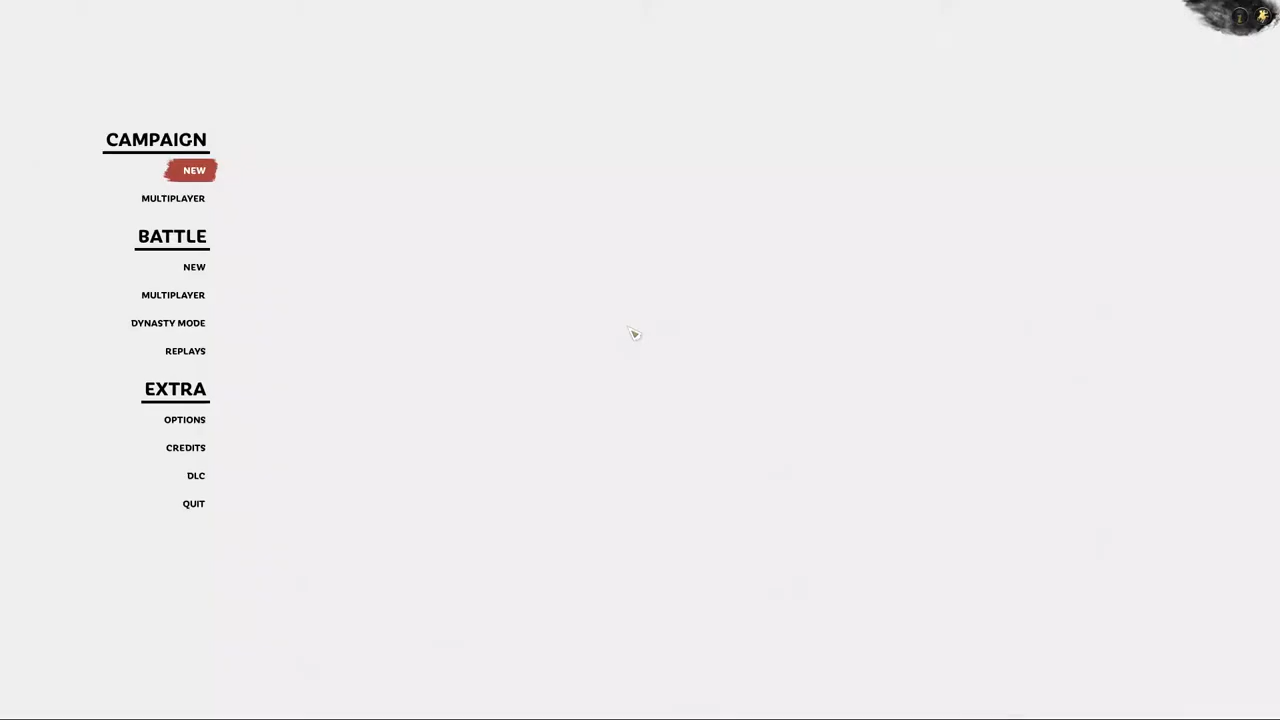 CAMPAIGN
NEW
MULTIPLAYER
BATTLE
NEW
MULTIPLAYER
DYNASTY MODE
REPLAYS
EXTRA
OPTIONS
CREDITS
DLC
QUIT